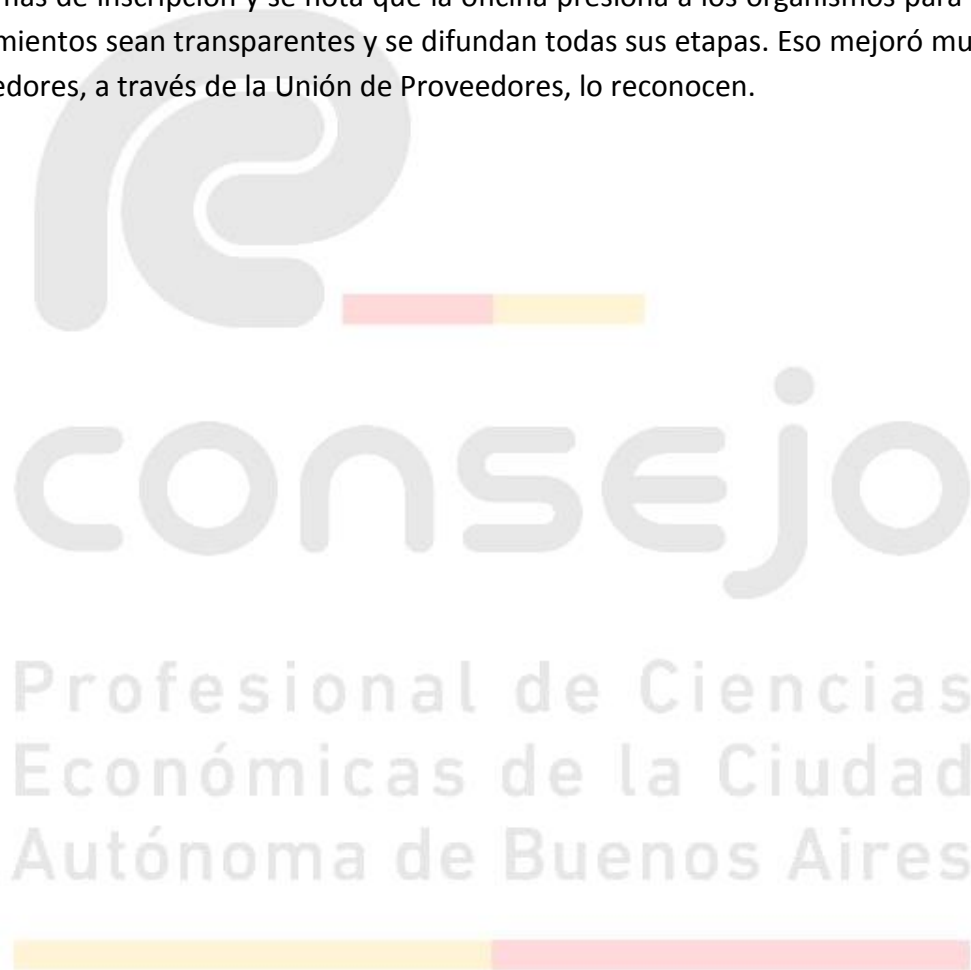 mas de inscripción y se nota que la oficina presiona a los organismos para
mientos sean transparentes y se difundan todas sus etapas. Eso mejoró mu
edores, a través de la Unión de Proveedores, lo reconocen.
consejo
Profesional de Ciencias
Económicas de la Ciudad
Autónoma de Buenos Aires